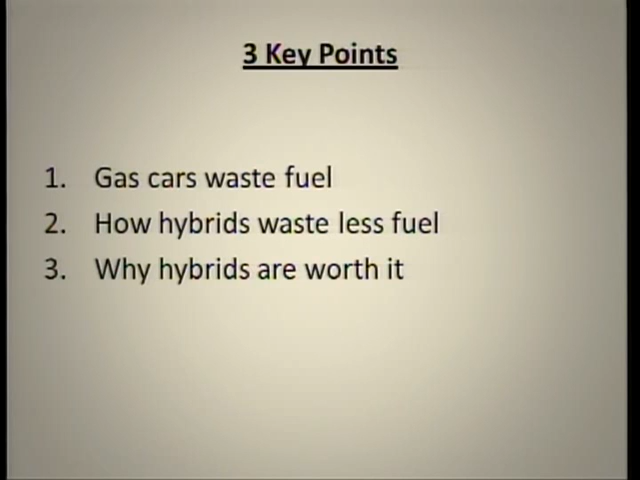 3 Key Points
1. Gas cars waste fuel
2. How hybrids waste less fuel
3. Why hybrids are worth it